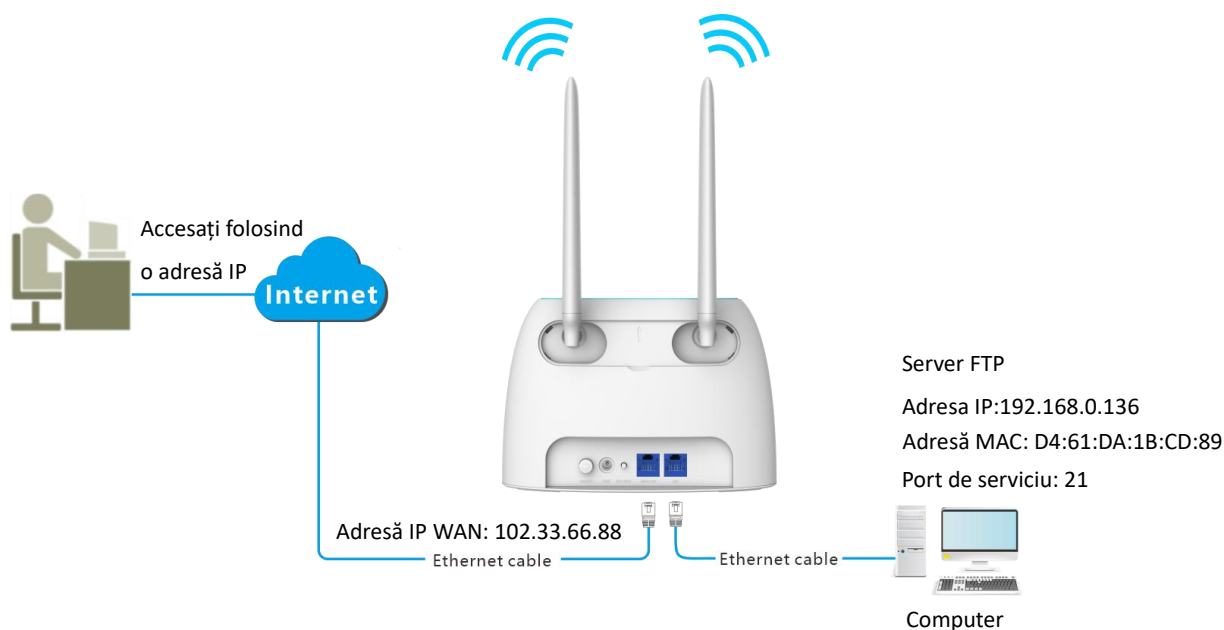 Accesați folosind
o adresă IP
Internet
Server FTP
Adresa IP:192.168.0.136
Adresă MAC: D4:61:DA:1B:CD:89
Port de serviciu: 21
Adresă IP WAN: 102.33.66.88
Ethernet cable
Ethernet cable
Computer